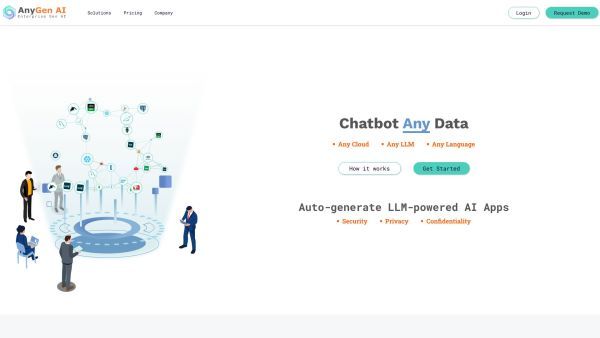 AnyGen AI
Enterprise Gen AI
Solutions Pricing Company
Login Request Demo
Chatbot Any Data
• Any Cloud • Any LLM • Any Language
How it works Get Started
Auto-generate LLM-powered AI Apps
• Security • Privacy • Confidentiality